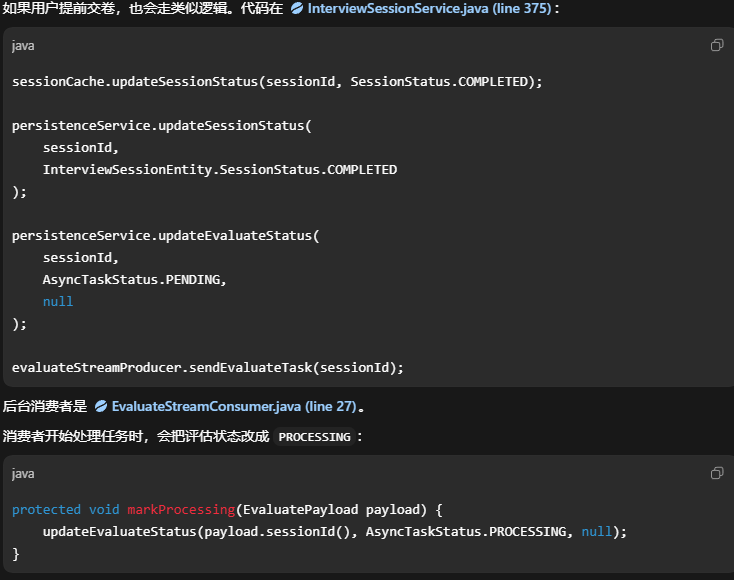 如果用户提前交卷，也会走类似逻辑。代码在 InterviewSessionService.java (line 375)：
java
sessionCache.updateSessionStatus(sessionId, SessionStatus.COMPLETED);
persistenceService.updateSessionStatus(
    sessionId,
    InterviewSessionEntity.SessionStatus.COMPLETED
);
persistenceService.updateEvaluateStatus(
    sessionId,
    AsyncTaskStatus.PENDING,
    null
);
evaluateStreamProducer.sendEvaluateTask(sessionId);
后台消费者是 EvaluateStreamConsumer.java (line 27)。
消费者开始处理任务时，会把评估状态改成 PROCESSING：
java
protected void markProcessing(EvaluatePayload payload) {
    updateEvaluateStatus(payload.sessionId(), AsyncTaskStatus.PROCESSING, null);
}